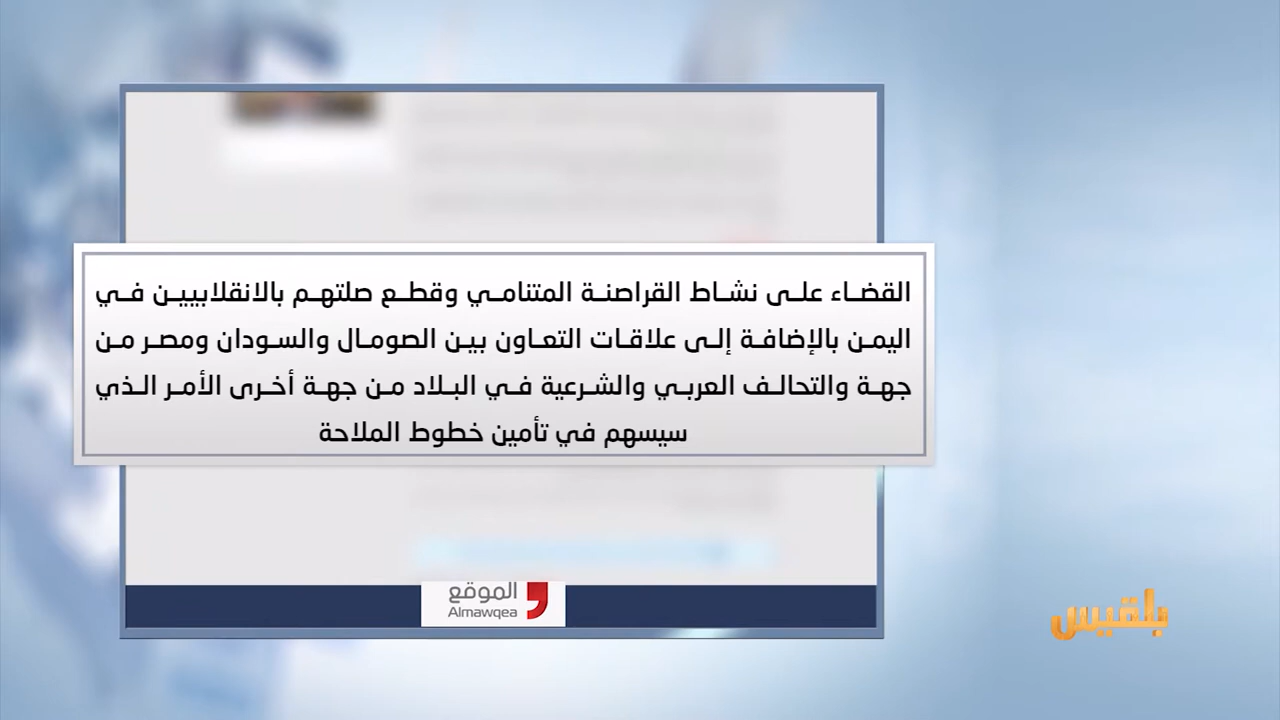 القضاء على نشاط القراصنة المتنامي وقطع صلتهم بالانقلابيين في
اليمن بالإضافة إلى علاقات التعاون بين الصومال والسودان ومصر من
جهة والتحالف العربي والشرعية في البلاد من جهة أخرى الأمر الذي
سيسهم في تأمين خطوط الملاحة
الموقع
Almawqea
بلقيس